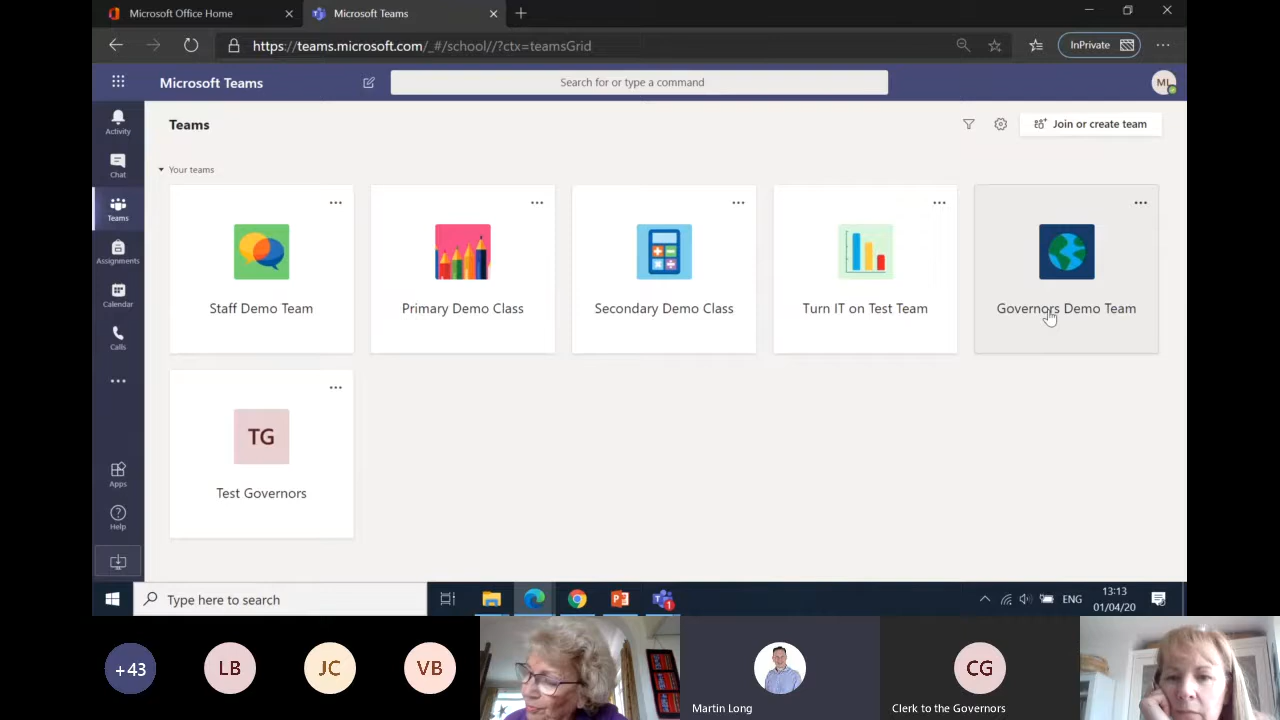 Microsoft Office Home
Microsoft Teams
https://teams.microsoft.com/_#/school//?ctx=teamsGrid
InPrivate
Microsoft Teams
Search for or type a command
ML
Activity
Chat
Teams
Assignments
Calendar
Calls
Apps
Help
Teams
Join or create team
Your teams
Staff Demo Team
Primary Demo Class
Secondary Demo Class
Turn IT on Test Team
Governors Demo Team
TG
Test Governors
Type here to search
1
ENG
13:13
01/04/20
+43
LB
JC
VB
Martin Long
CG
Clerk to the Governors